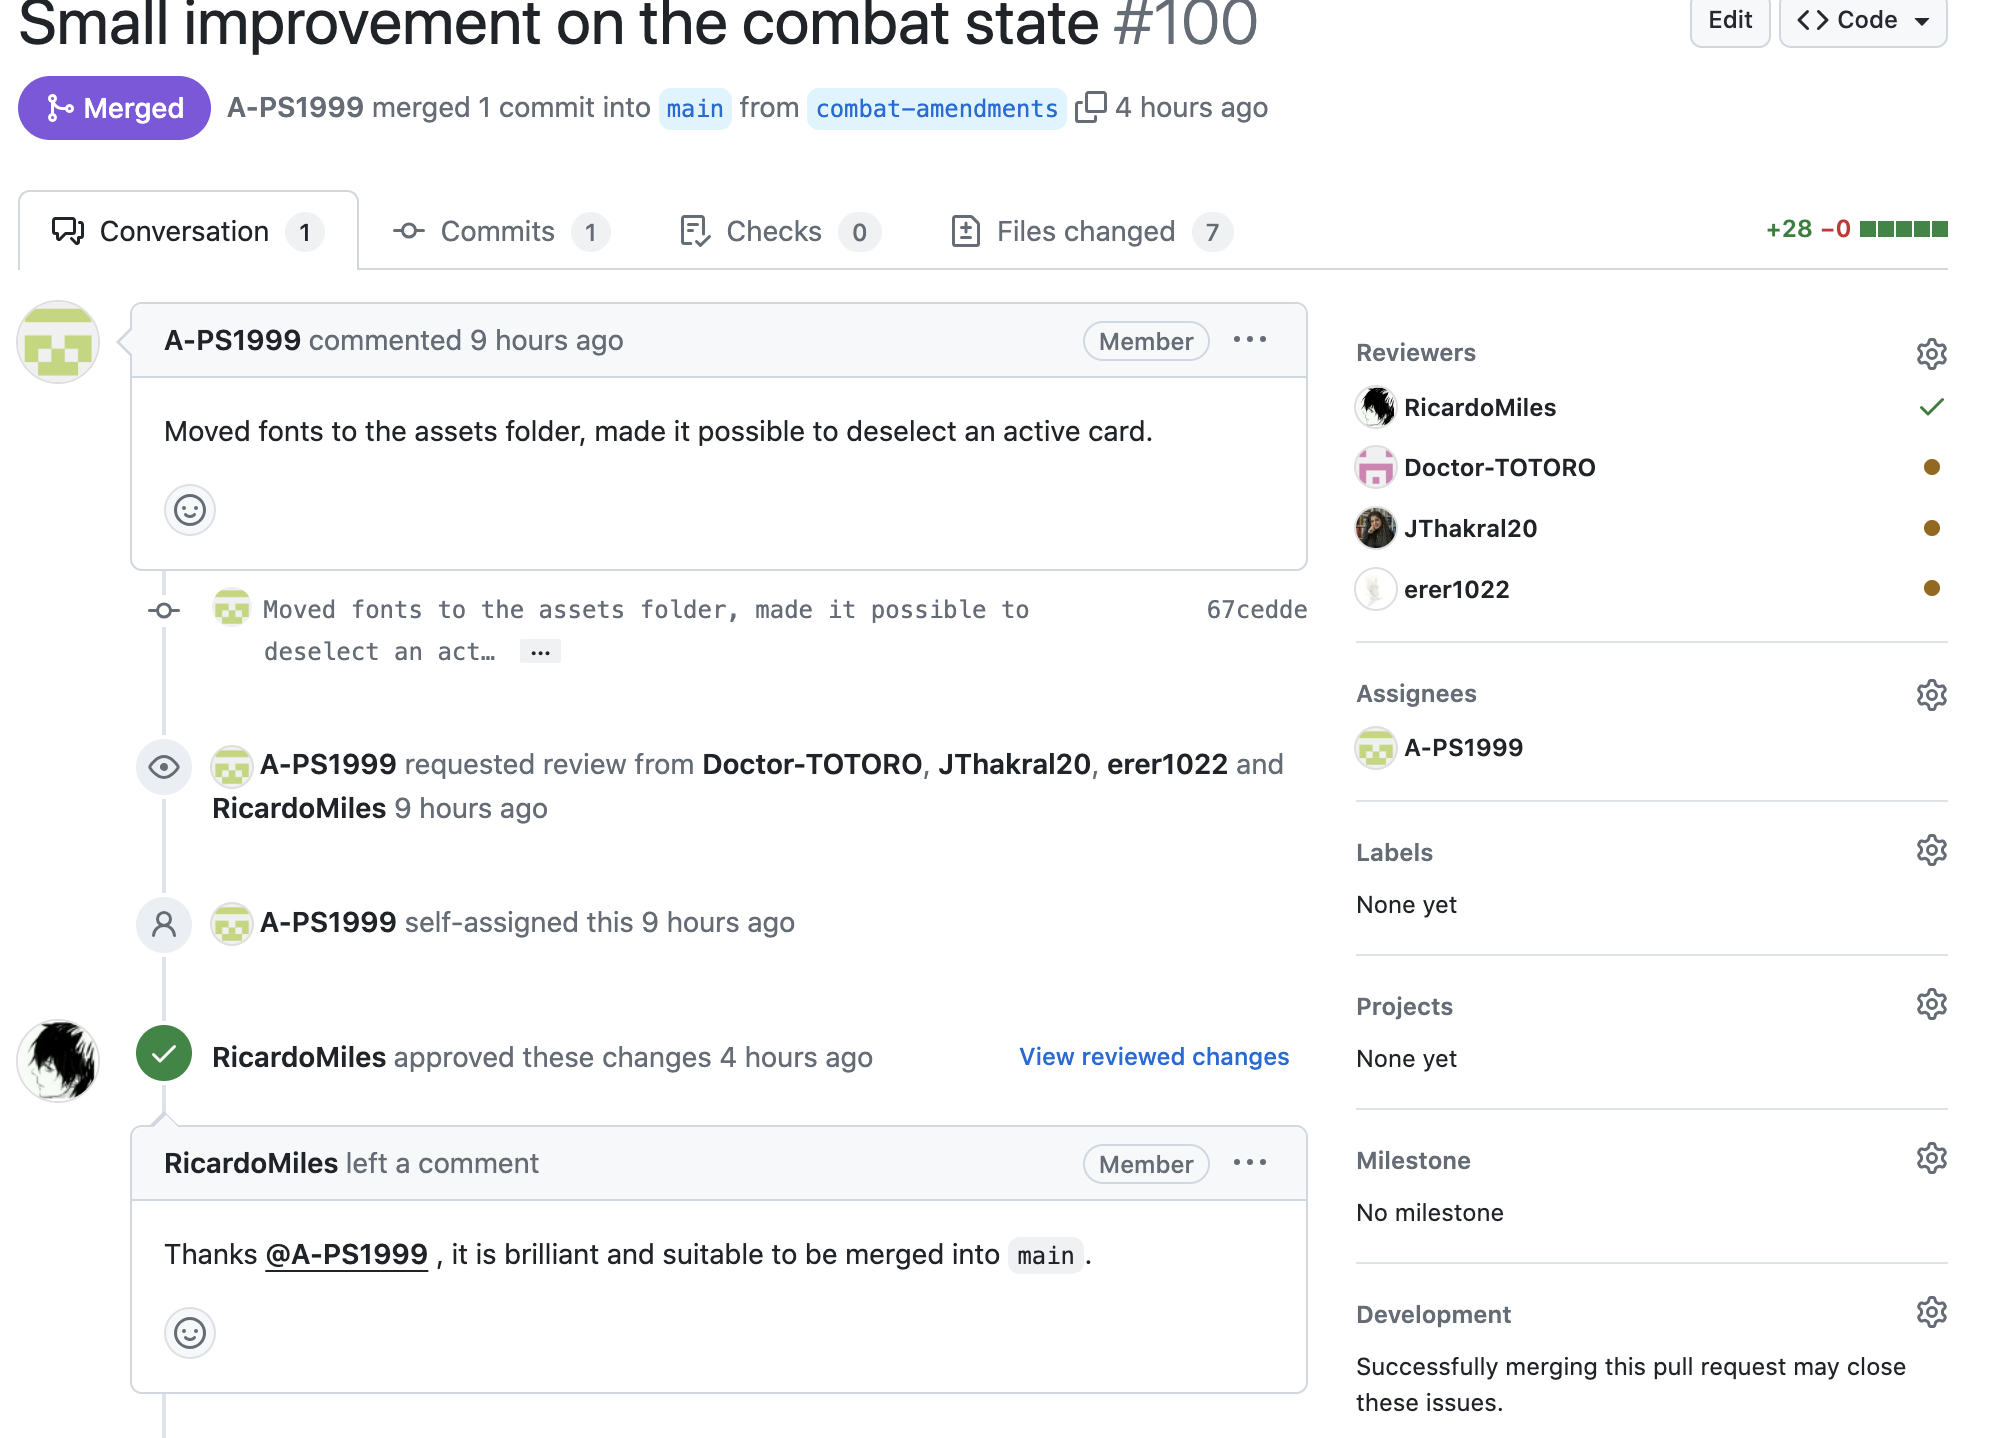 Small improvement on the combat state #100
Edit
Code
Merged
A-PS1999 merged 1 commit into main from combat-amendments 4 hours ago
Conversation 1
Commits 1
Checks 0
Files changed 7
+28 −0
A-PS1999 commented 9 hours ago
Member
Moved fonts to the assets folder, made it possible to deselect an active card.
Moved fonts to the assets folder, made it possible to
deselect an act… …
67cedde
A-PS1999 requested review from Doctor-TOTORO, JThakral20, erer1022 and
RicardoMiles 9 hours ago
A-PS1999 self-assigned this 9 hours ago
RicardoMiles approved these changes 4 hours ago
View reviewed changes
RicardoMiles left a comment
Member
Thanks @A-PS1999 , it is brilliant and suitable to be merged into main .
Reviewers
RicardoMiles
Doctor-TOTORO
JThakral20
erer1022
Assignees
A-PS1999
Labels
None yet
Projects
None yet
Milestone
No milestone
Development
Successfully merging this pull request may close
these issues.